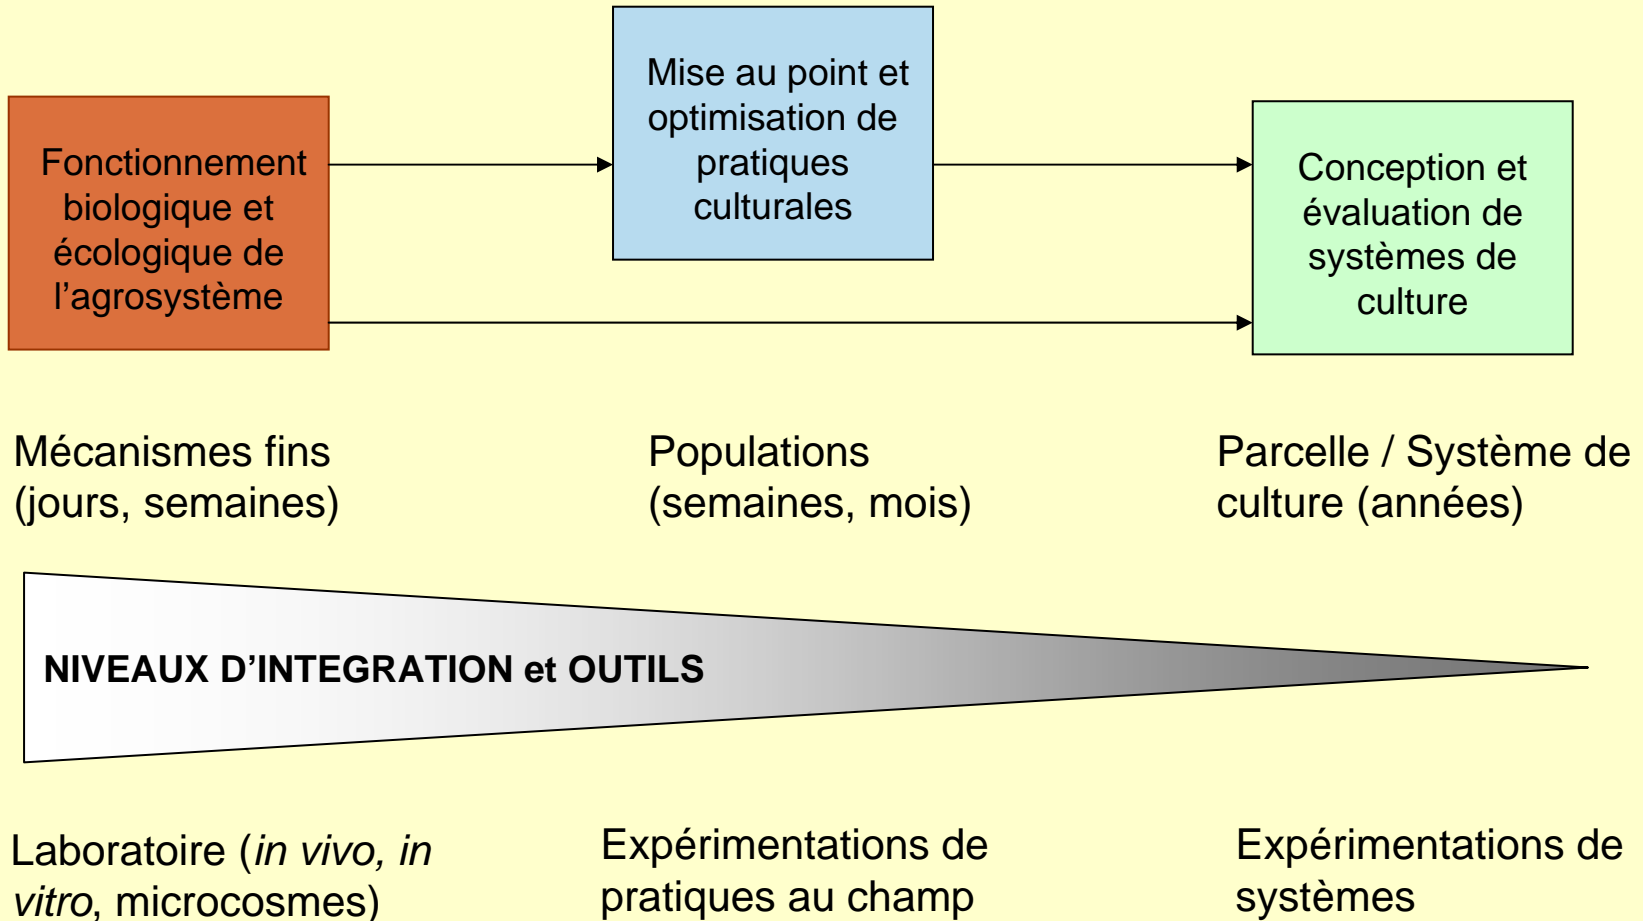 Fonctionnement
biologique et
écologique de
l’agrosystème
Mise au point et
optimisation de
pratiques
culturales
Conception et
évaluation de
systèmes de
culture
Mécanismes fins
(jours, semaines)
Populations
(semaines, mois)
Parcelle / Système de
culture (années)
NIVEAUX D’INTEGRATION et OUTILS
Laboratoire (in vivo, in
vitro, microcosmes)
Expérimentations de
pratiques au champ
Expérimentations de
systèmes